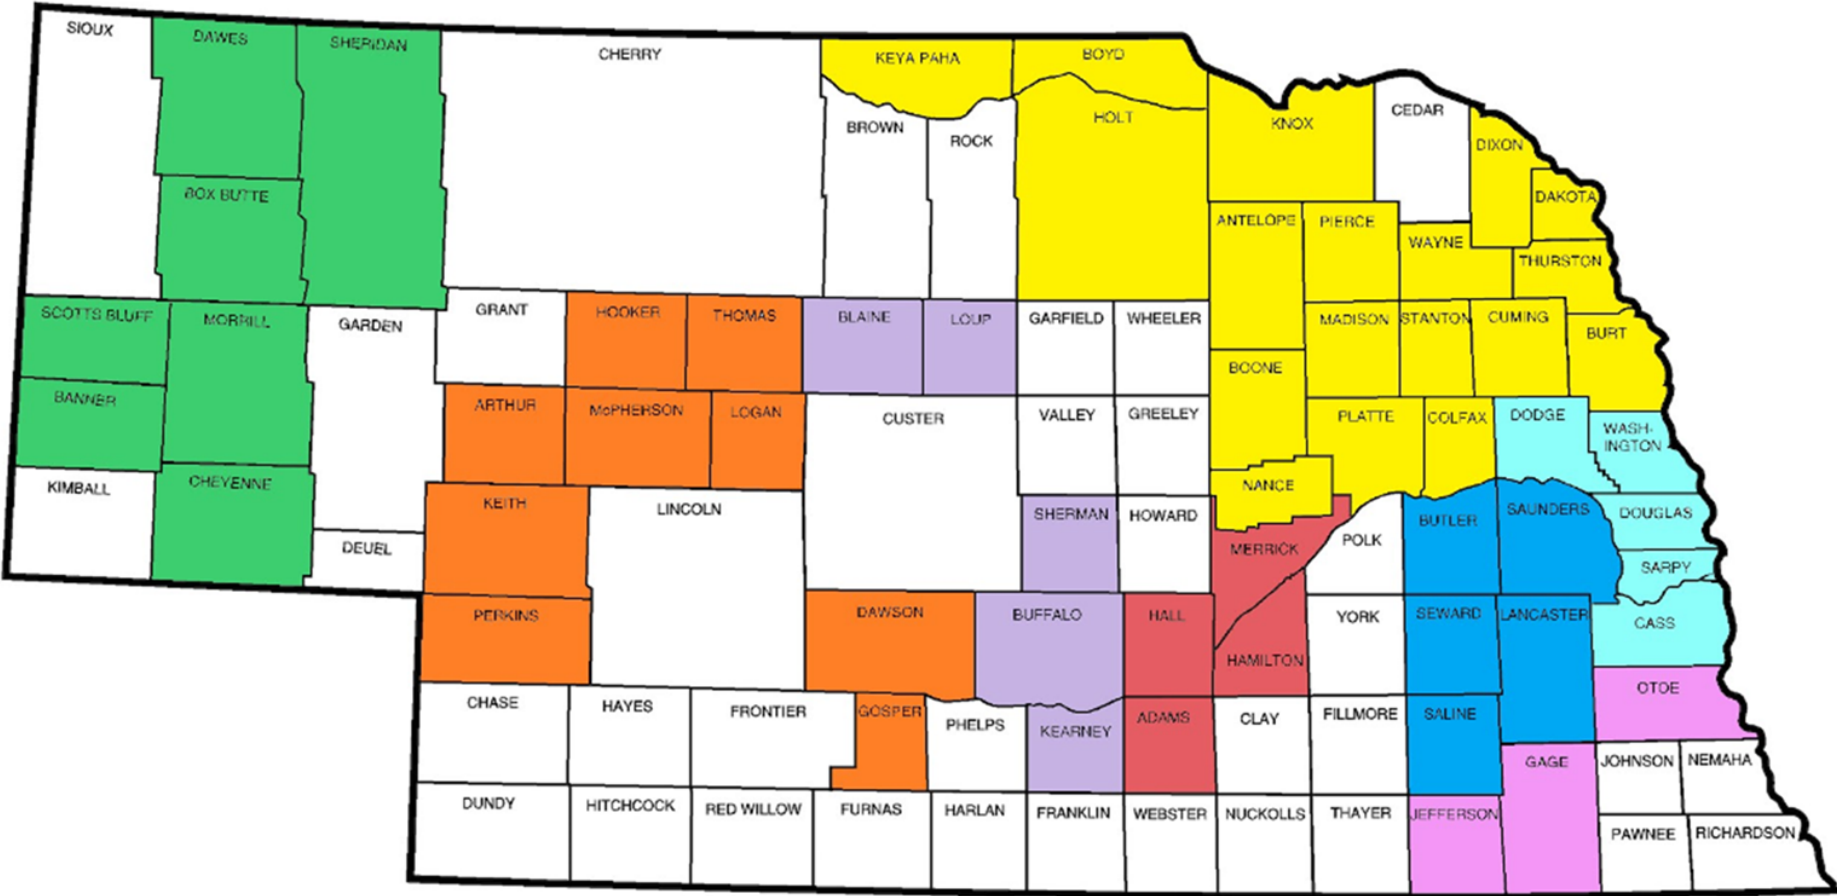 SIOUX
DAWES
SHERIDAN
CHERRY
KEYA PAHA
BOYD
BROWN
ROCK
HOLT
KNOX
CEDAR
DIXON
DAKOTA
BOX BUTTE
ANTELOPE
PIERCE
WAYNE
THURSTON
SCOTTS BLUFF
MORRILL
GARDEN
GRANT
HOOKER
THOMAS
BLAINE
LOUP
GARFIELD
WHEELER
MADISON
STANTON
CUMING
BURT
BOONE
BANNER
ARTHUR
McPHERSON
LOGAN
CUSTER
VALLEY
GREELEY
PLATTE
COLFAX
DODGE
WASH-
INGTON
KIMBALL
CHEYENNE
KEITH
LINCOLN
NANCE
SHERMAN
HOWARD
MERRICK
POLK
BUTLER
SAUNDERS
DOUGLAS
DEUEL
SARPY
PERKINS
DAWSON
BUFFALO
HALL
HAMILTON
YORK
SEWARD
LANCASTER
CASS
CHASE
HAYES
FRONTIER
GOSPER
PHELPS
KEARNEY
ADAMS
CLAY
FILLMORE
SALINE
OTOE
GAGE
JOHNSON
NEMAHA
DUNDY
HITCHCOCK
RED WILLOW
FURNAS
HARLAN
FRANKLIN
WEBSTER
NUCKOLLS
THAYER
JEFFERSON
PAWNEE
RICHARDSON